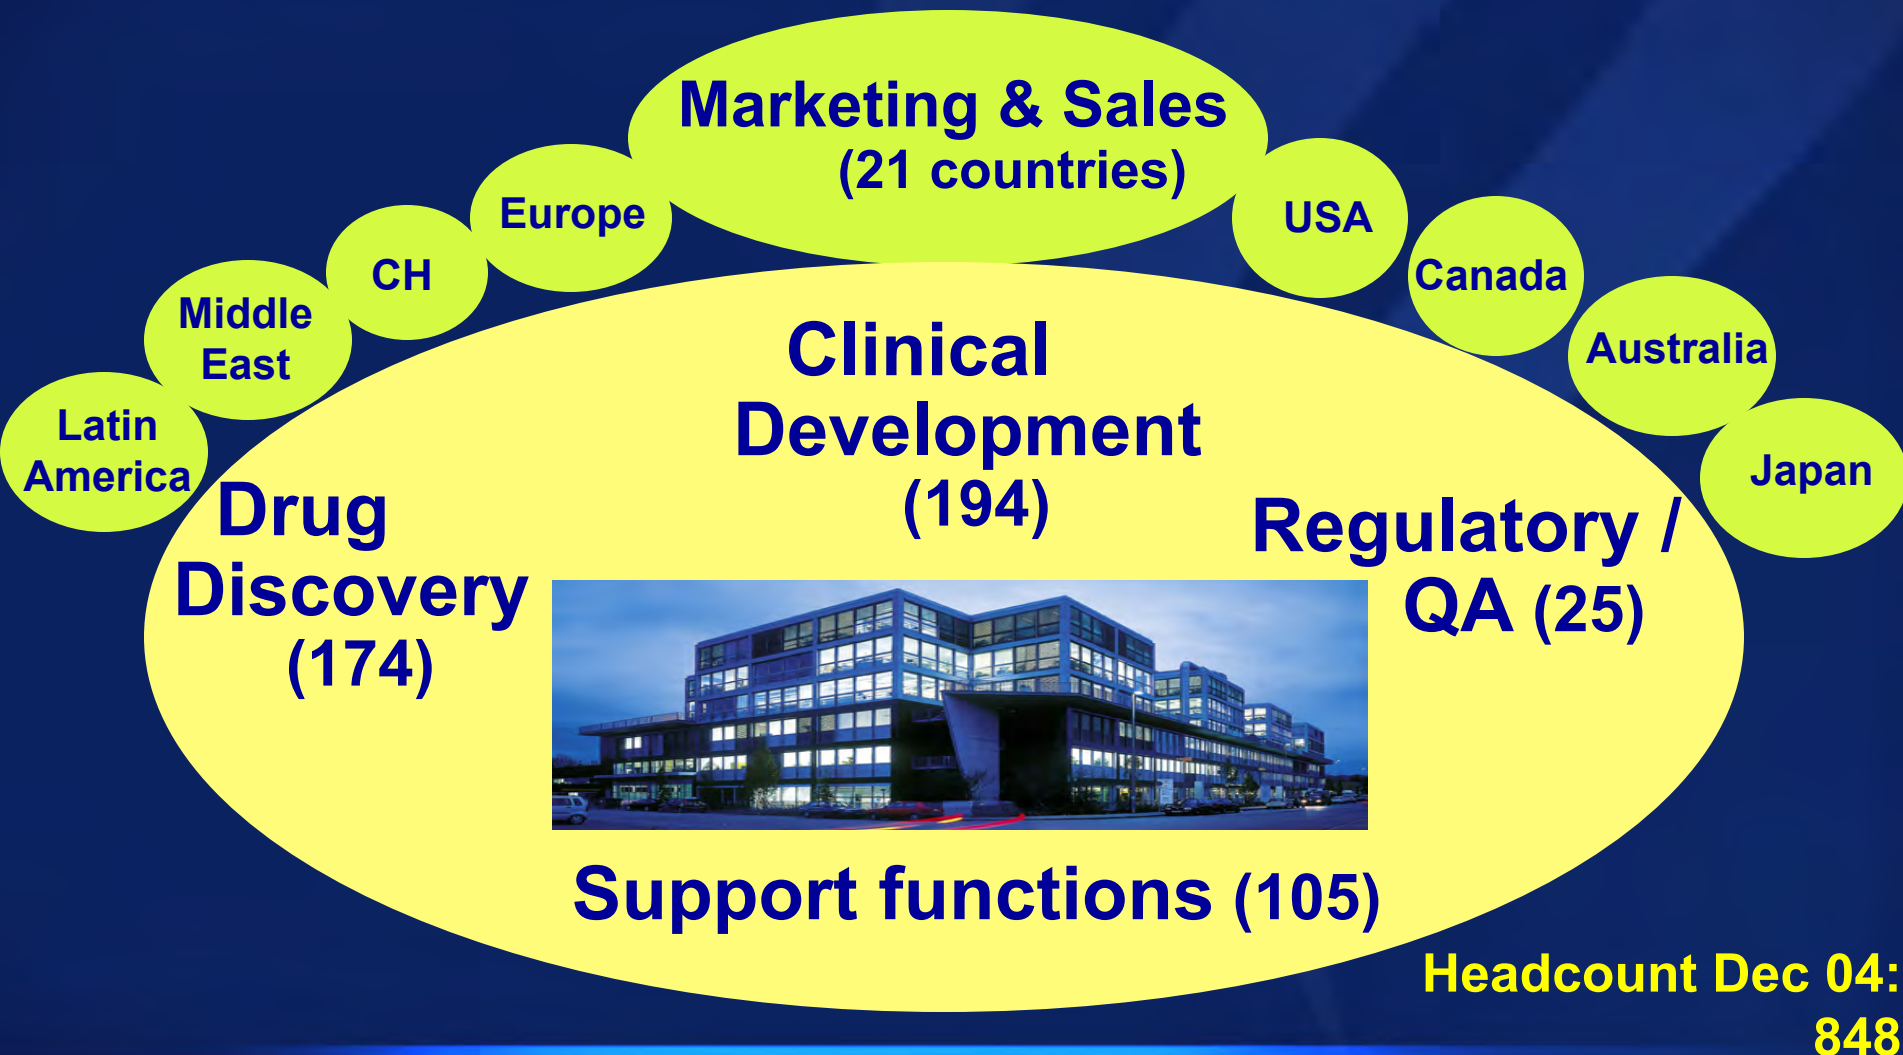 Marketing & Sales
(21 countries)
Europe
CH
Middle
East
Latin
America
USA
Canada
Australia
Japan
Clinical
Development
(194)
Drug
Discovery
(174)
Regulatory /
QA (25)
Support functions (105)
Headcount Dec 04:
848